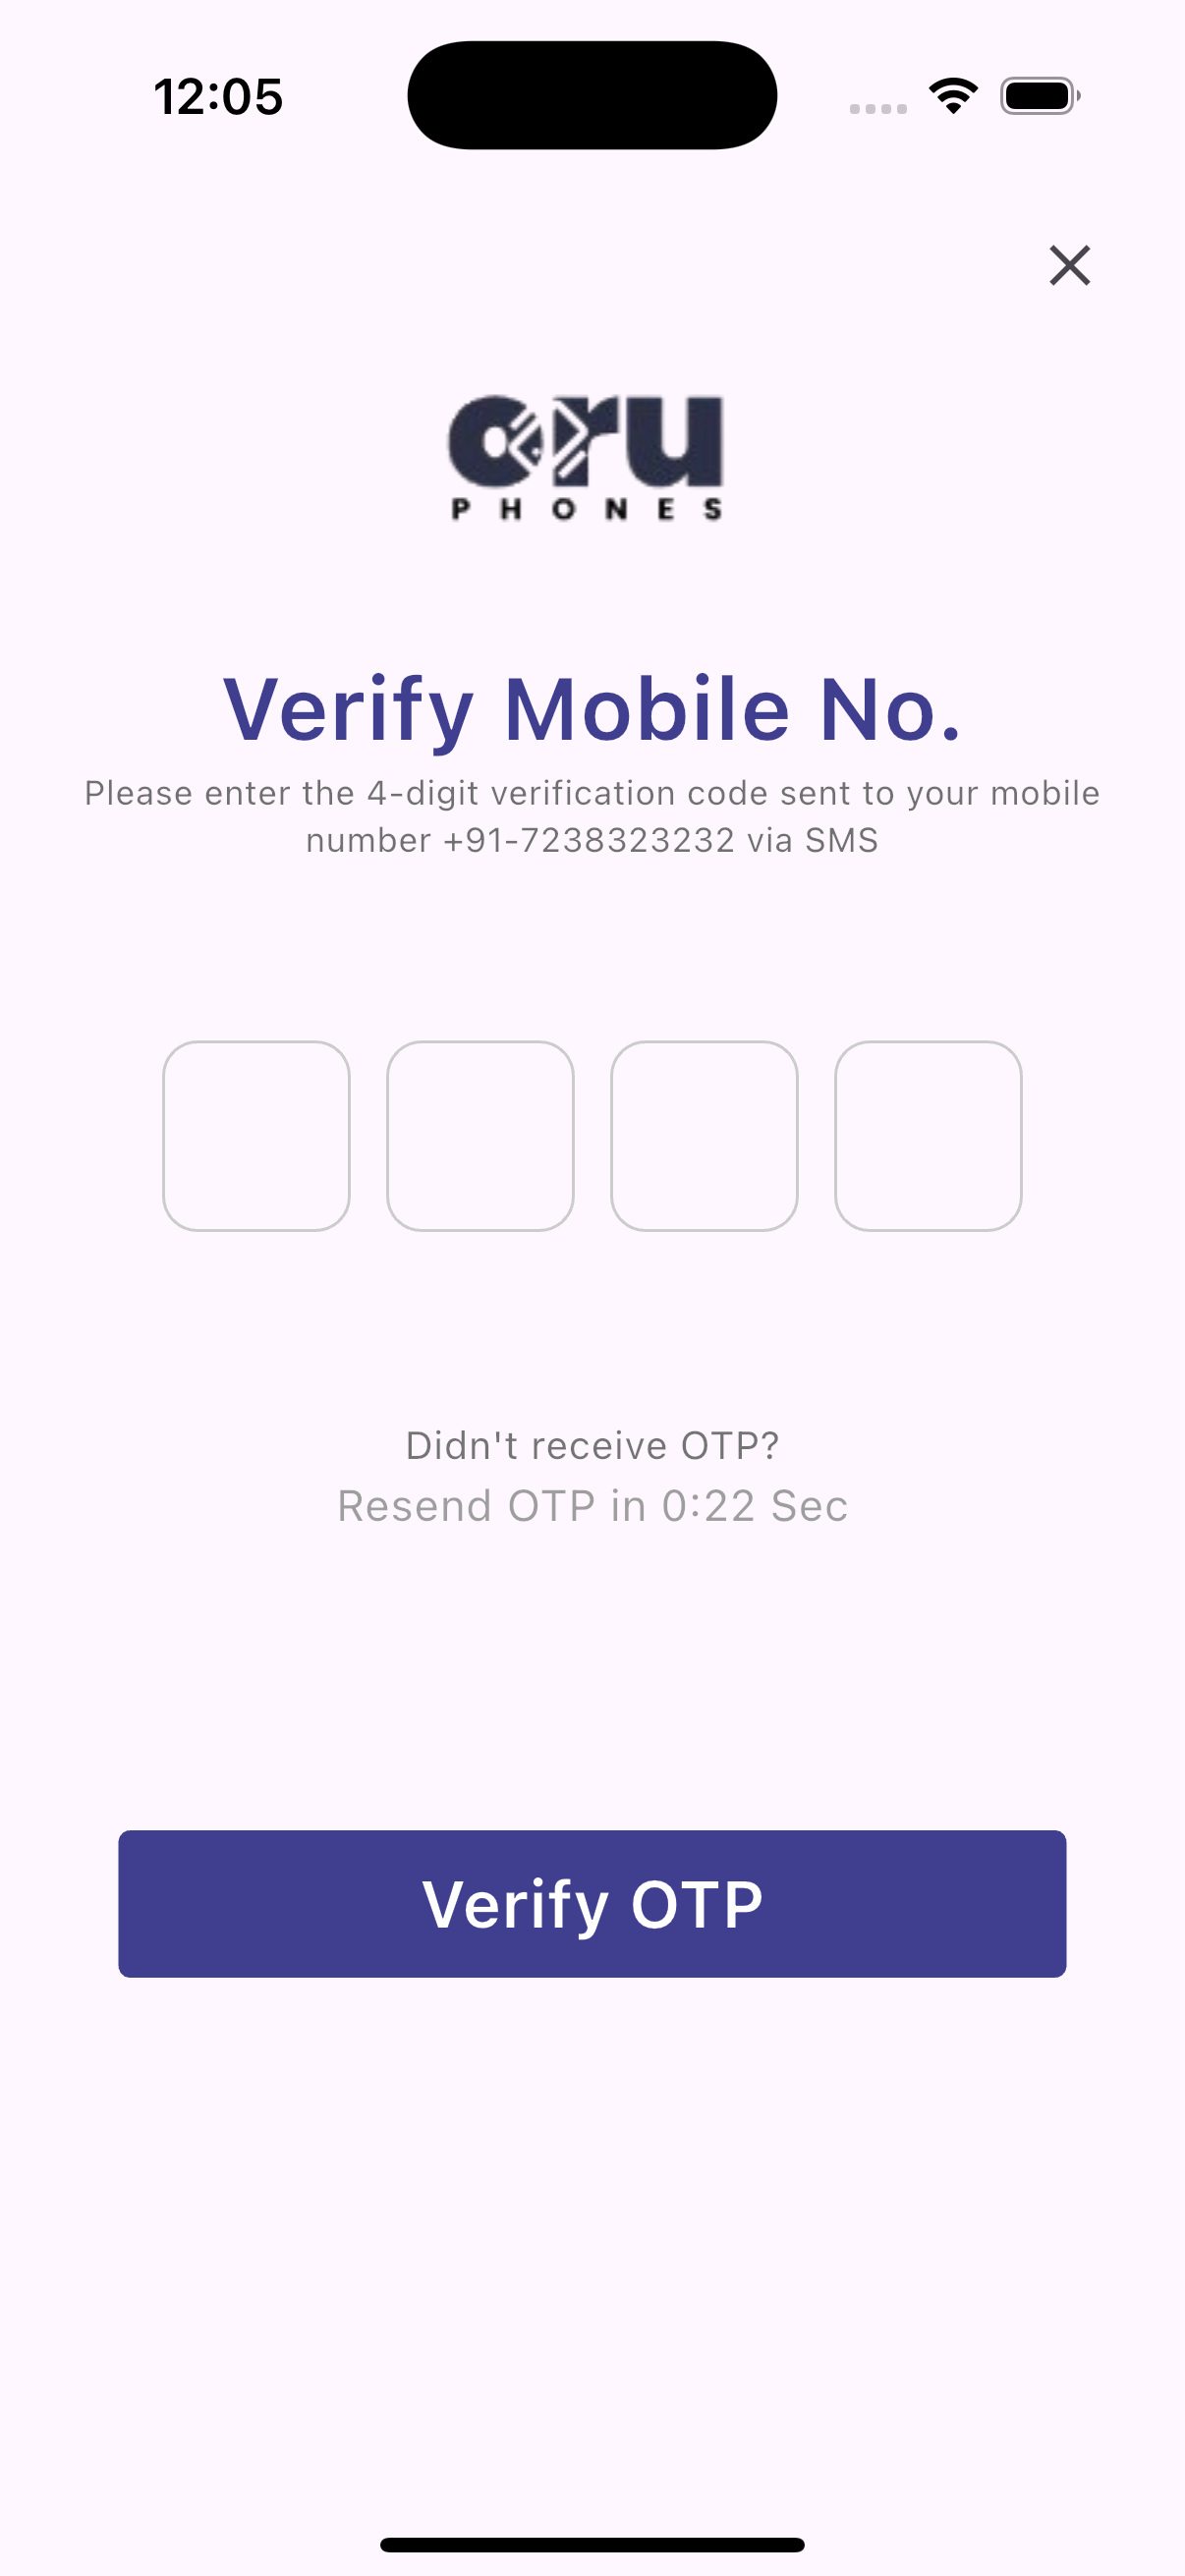 12:05
oru
PHONES
Verify Mobile No.
Please enter the 4-digit verification code sent to your mobile
number +91-7238323232 via SMS
Didn't receive OTP?
Resend OTP in 0:22 Sec
Verify OTP